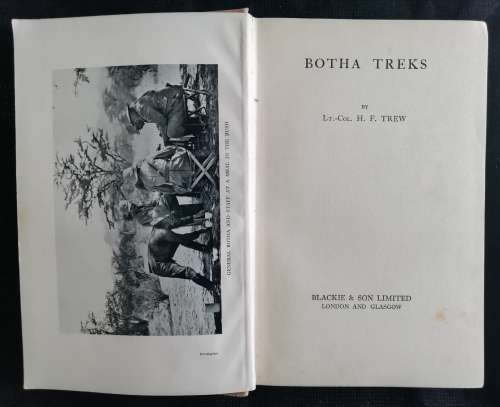 GENERAL BOTHA AND STAFF AT A MEAL IN THE BUSH
Frontispiece
BOTHA TREKS
BY
LT.-COL. H. F. TREW
BLACKIE & SON LIMITED
LONDON AND GLASGOW